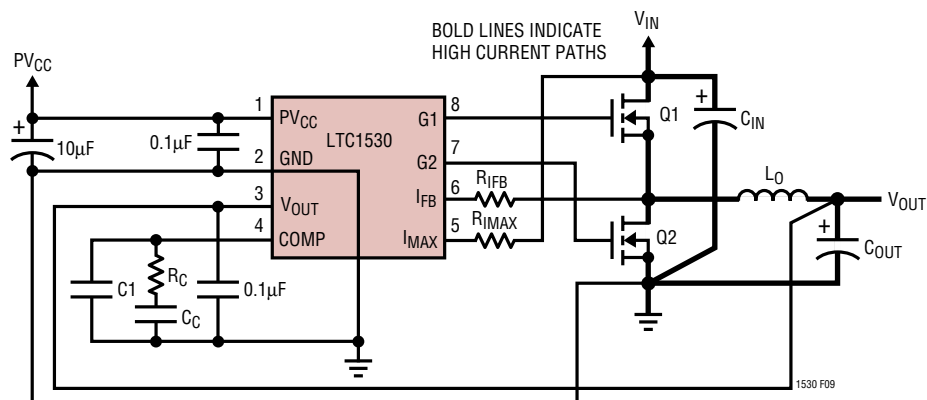 BOLD LINES INDICATE
HIGH CURRENT PATHS
VIN
PVCC
1
PVCC
LTC1530
G1
8
Q1
+
CIN
+
10µF
0.1µF
2
GND
G2
7
LO
3
VOUT
IFB
6
RIFB
VOUT
4
COMP
IMAX
5
RIMAX
Q2
+
COUT
C1
RC
CC
0.1µF
1530 F09